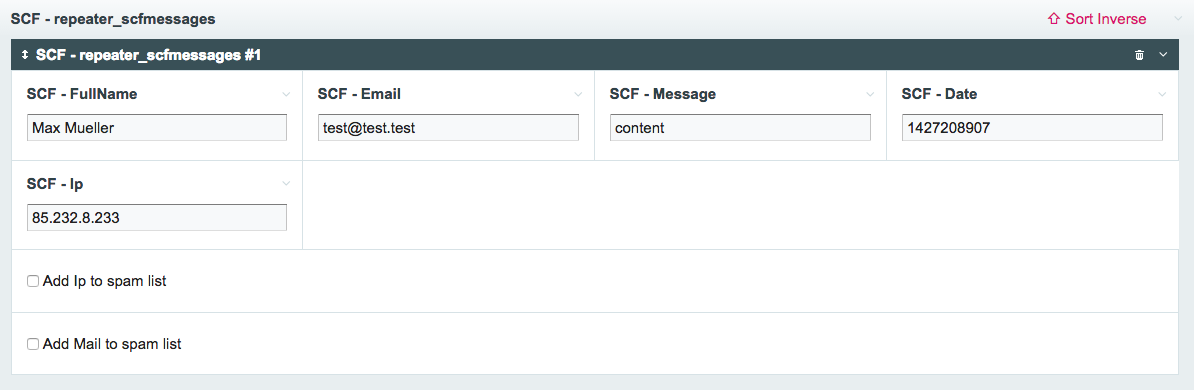 SCF - repeater_scfmessages
Sort Inverse
SCF - repeater_scfmessages #1
SCF - FullName
SCF - Email
SCF - Message
SCF - Date
Max Mueller
test@test.test
content
1427208907
SCF - Ip
85.232.8.233
Add Ip to spam list
Add Mail to spam list